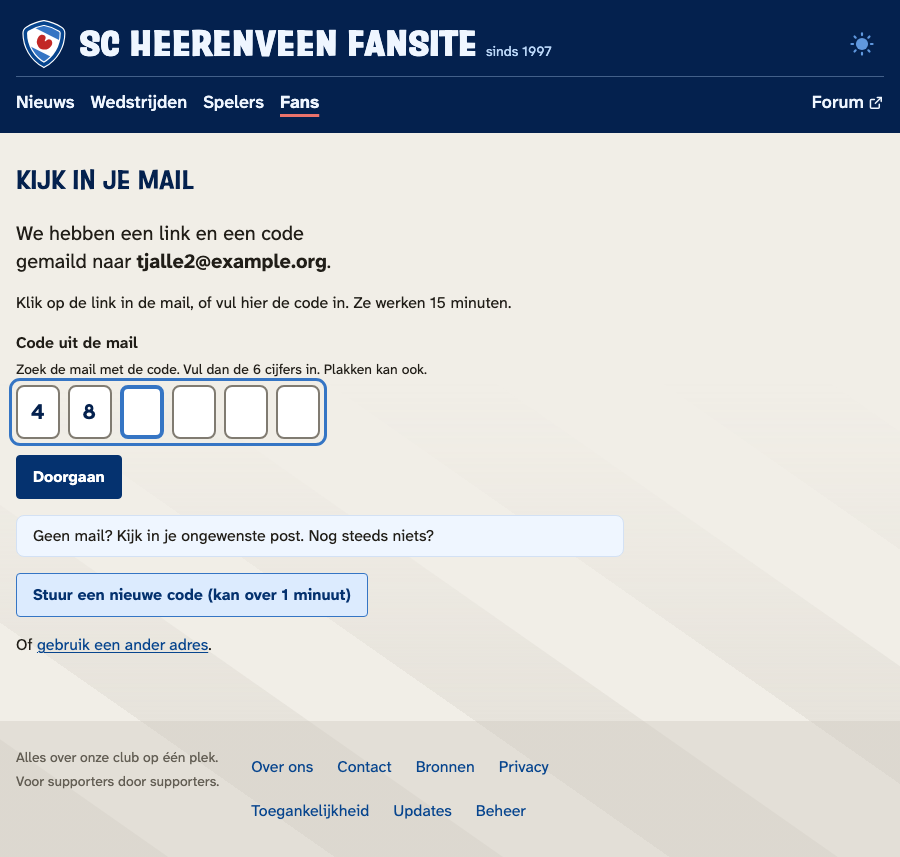 SC HEERENVEEN FANSITE sinds 1997
Nieuws Wedstrijden Spelers Fans Forum
KIJK IN JE MAIL
We hebben een link en een code
gemaild naar tjalle2@example.org.
Klik op de link in de mail, of vul hier de code in. Ze werken 15 minuten.
Code uit de mail
Zoek de mail met de code. Vul dan de 6 cijfers in. Plakken kan ook.
4 8
Doorgaan
Geen mail? Kijk in je ongewenste post. Nog steeds niets?
Stuur een nieuwe code (kan over 1 minuut)
Of gebruik een ander adres.
Alles over onze club op één plek.
Voor supporters door supporters.
Over ons Contact Bronnen Privacy
Toegankelijkheid Updates Beheer